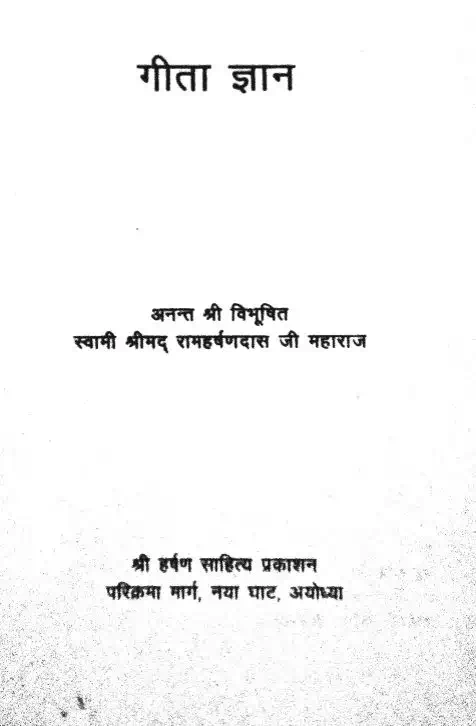 गीता ज्ञान
अनन्त श्री विभूषित
स्वामी श्रीमद् रामहर्षणदास जी महाराज
श्री हर्षण साहित्य प्रकाशन
परिक्रमा मार्ग, नया घाट, अयोध्या